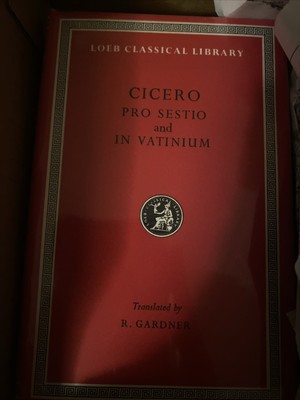 LOEB CLASSICAL LIBRARY
CICERO
PRO SESTIO
and
IN VATINIUM
Translated by
R. GARDNER